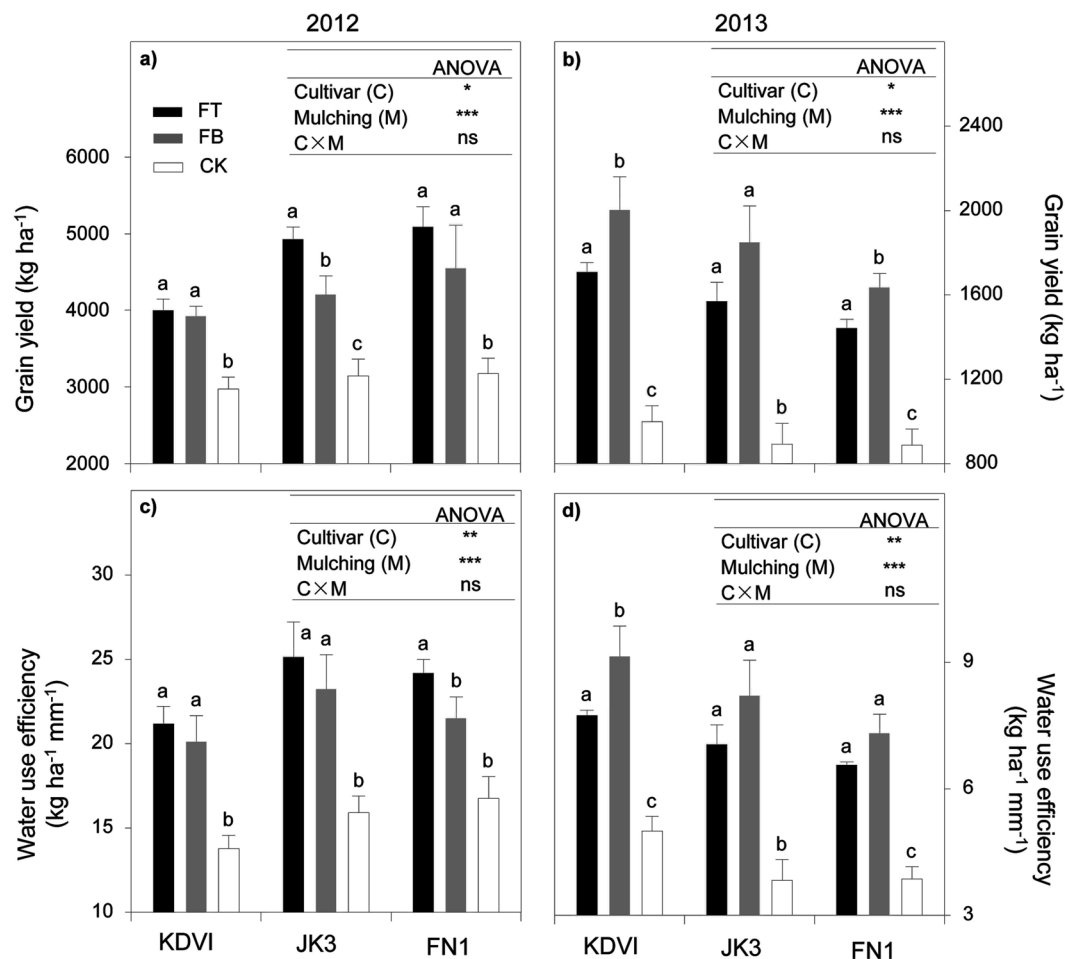 2012
2013
a)
ANOVA
Cultivar (C) *
Mulching (M) ***
C×M ns
FT
FB
CK
6000
5000
4000
3000
2000
Grain yield (kg ha-1)
a a b
a b c
a a b
b)
ANOVA
Cultivar (C) *
Mulching (M) ***
C×M ns
2400
2000
1600
1200
800
Grain yield (kg ha-1)
a b c
a a b
a b c
c)
ANOVA
Cultivar (C) **
Mulching (M) ***
C×M ns
30
25
20
15
10
Water use efficiency
(kg ha-1 mm-1)
a a b
a a b
a b b
KDVI JK3 FN1
d)
ANOVA
Cultivar (C) **
Mulching (M) ***
C×M ns
9
6
3
Water use efficiency
(kg ha-1 mm-1)
a b c
a a b
a a c
KDVI JK3 FN1